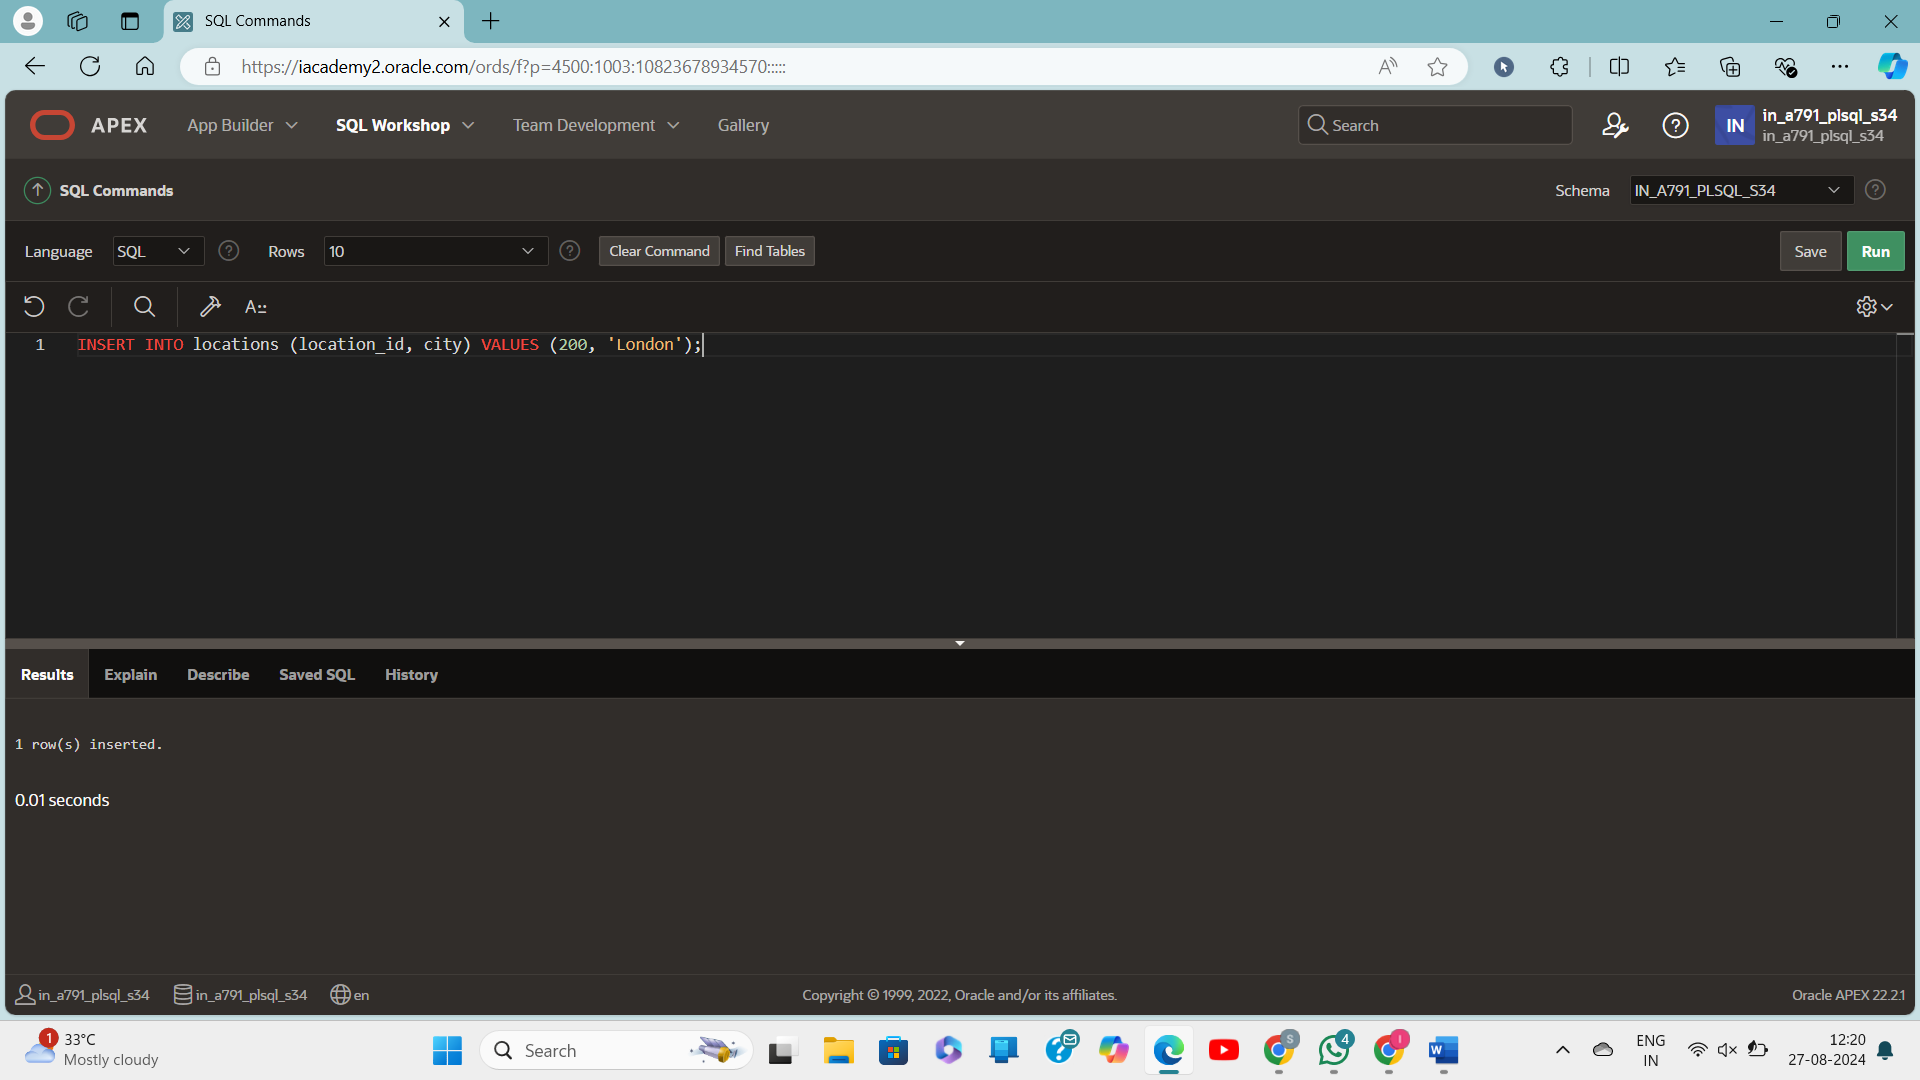 SQL Commands
https://iacademy2.oracle.com/ords/f?p=4500:1003:10823678934570:::::
APEX App Builder SQL Workshop Team Development Gallery Search IN in_a791_plsql_s34
in_a791_plsql_s34
SQL Commands Schema IN_A791_PLSQL_S34
Language SQL Rows 10 Clear Command Find Tables Save Run
A::
1 INSERT INTO locations (location_id, city) VALUES (200, 'London');
Results Explain Describe Saved SQL History
1 row(s) inserted.
0.01 seconds
in_a791_plsql_s34 in_a791_plsql_s34 en Copyright © 1999, 2022, Oracle and/or its affiliates. Oracle APEX 22.2.1
1 33°C
Mostly cloudy
Search
S 4 I W
ENG
IN
12:20
27-08-2024